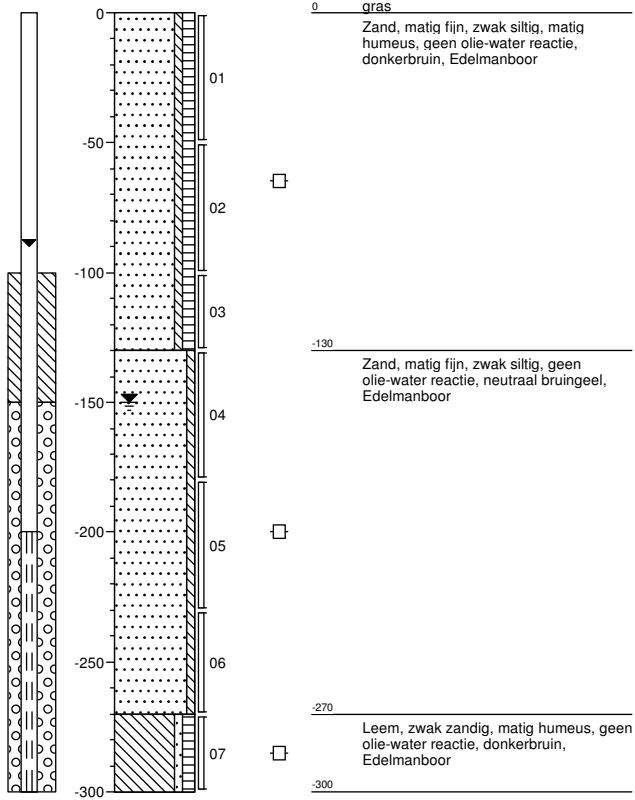 0
gras
Zand, matig fijn, zwak siltig, matig
humeus, geen olie-water reactie,
donkerbruin, Edelmanboor
0
01
-50
02
-100
03
-130
Zand, matig fijn, zwak siltig, geen
olie-water reactie, neutraal bruingeel,
Edelmanboor
04
-150
05
-200
06
-250
-270
Leem, zwak zandig, matig humeus, geen
olie-water reactie, donkerbruin,
Edelmanboor
07
-300
-300